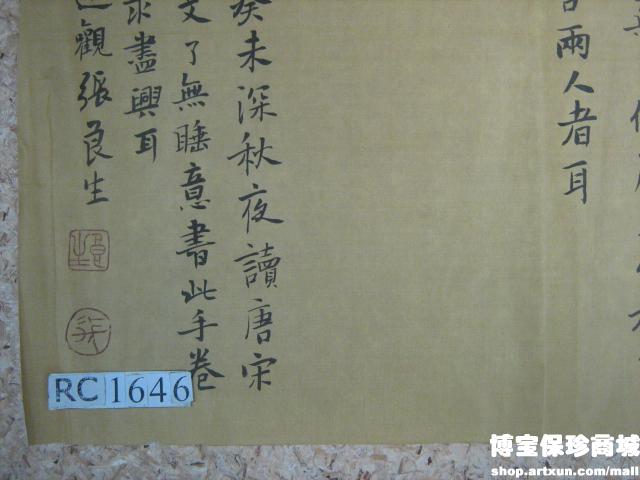 兩人者耳
癸未深秋夜讀唐宋
文了無睡意書此手卷
求盡興耳
觀張良生
RC 1646
博宝保珍商城
shop.artxun.com/mall